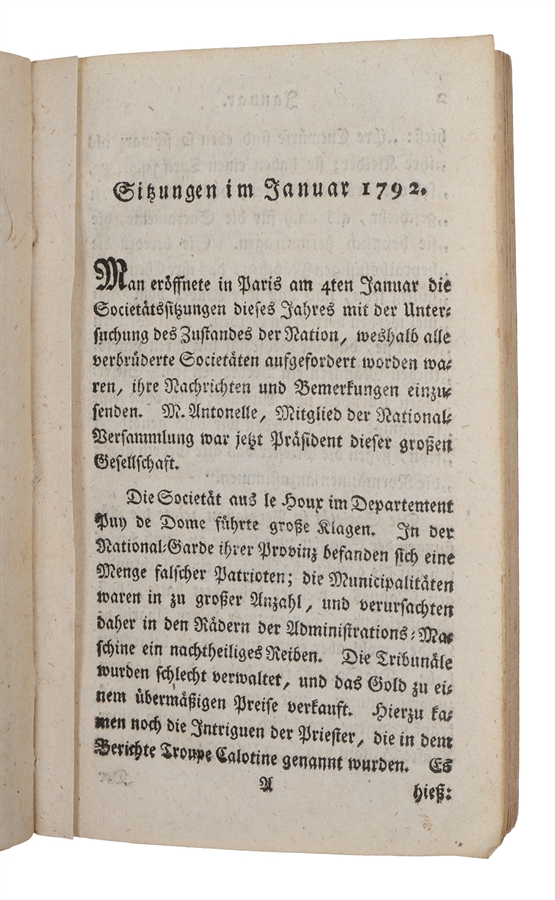 Sitzungen im Januar 1792.
Man eröffnete in Paris am 4ten Januar die
Societätssitzungen dieses Jahres mit der Unter-
suchung des Zustandes der Nation, weshalb alle
verbrüderte Societäten aufgefordert worden wa-
ren, ihre Nachrichten und Bemerkungen einzu-
senden. M. Antonelle, Mitglied der National-
Versammlung war jetzt Präsident dieser großen
Gesellschaft.
Die Societät aus le Houx im Departement
Puy de Dome führte große Klagen. In der
National-Garde ihrer Provinz befanden sich eine
Menge falscher Patrioten; die Municipalitäten
waren in zu großer Anzahl, und verursachten
daher in den Rädern der Administrations-Ma-
schine ein nachtheiliges Reiben. Die Tribunäle
wurden schlecht verwaltet, und das Gold zu ei-
nem übermäßigen Preise verkauft. Hierzu ka-
men noch die Intriguen der Priester, die in dem
Berichte Troupe Calotine genannt wurden. Es
A
hieß: